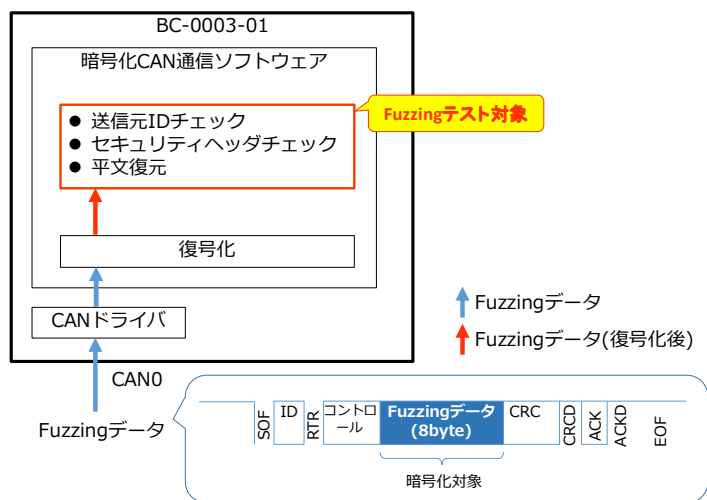 BC-0003-01
暗号化CAN通信ソフトウェア
Fuzzingテスト対象
● 送信元IDチェック
● セキュリティヘッダチェック
● 平文復元
復号化
CANドライバ
Fuzzingデータ
Fuzzingデータ(復号化後)
CAN0
Fuzzingデータ
SOF
ID
RTR
コントロ
ール
Fuzzingデータ
(8byte)
CRC
CRCD
ACK
ACKD
EOF
暗号化対象